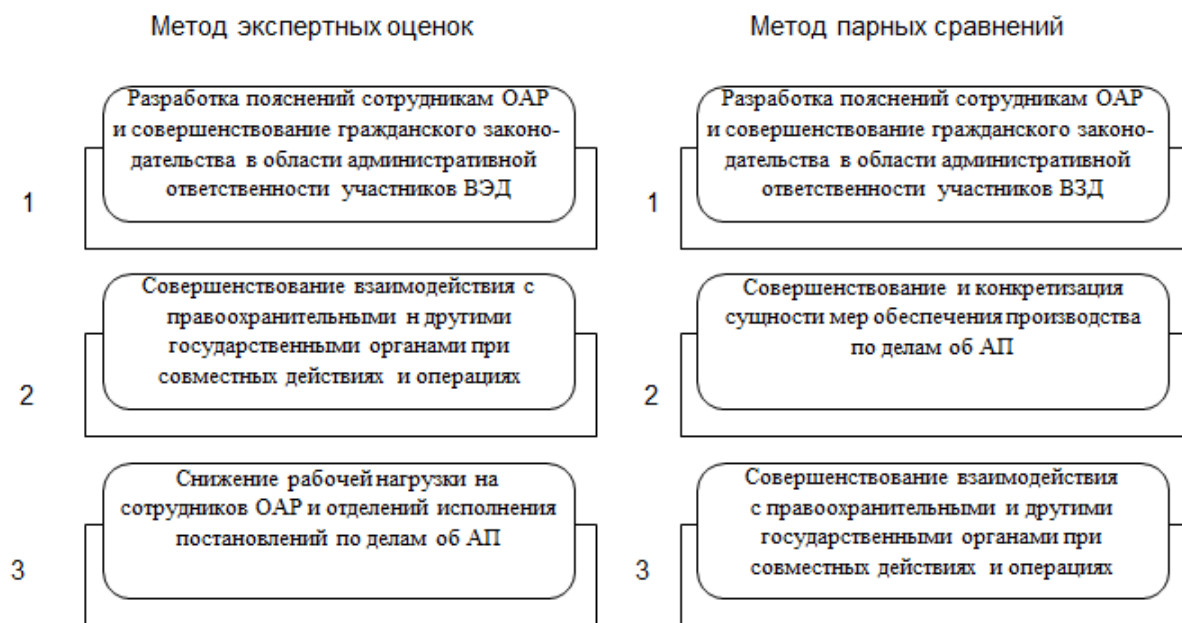 Метод экспертных оценок
Метод парных сравнений
1
Разработка пояснений сотрудникам ОАР
и совершенствование гражданского законо-
дательства в области административной
ответственности участников ВЭД
1
Разработка пояснений сотрудникам ОАР
и совершенствование гражданского законо-
дательства в области административной
ответственности участников ВЗД
2
Совершенствование взаимодействия с
правоохранительными н другими
государственными органами при
совместных действиях и операциях
2
Совершенствование и конкретизация
сущности мер обеспечения производства
по делам об АП
3
Снижение рабочей нагрузки на
сотрудников ОАР и отделений исполнения
постановлений по делам об АП
3
Совершенствование взаимодействия
с правоохранительными и другими
государственными органами при
совместных действиях и операциях